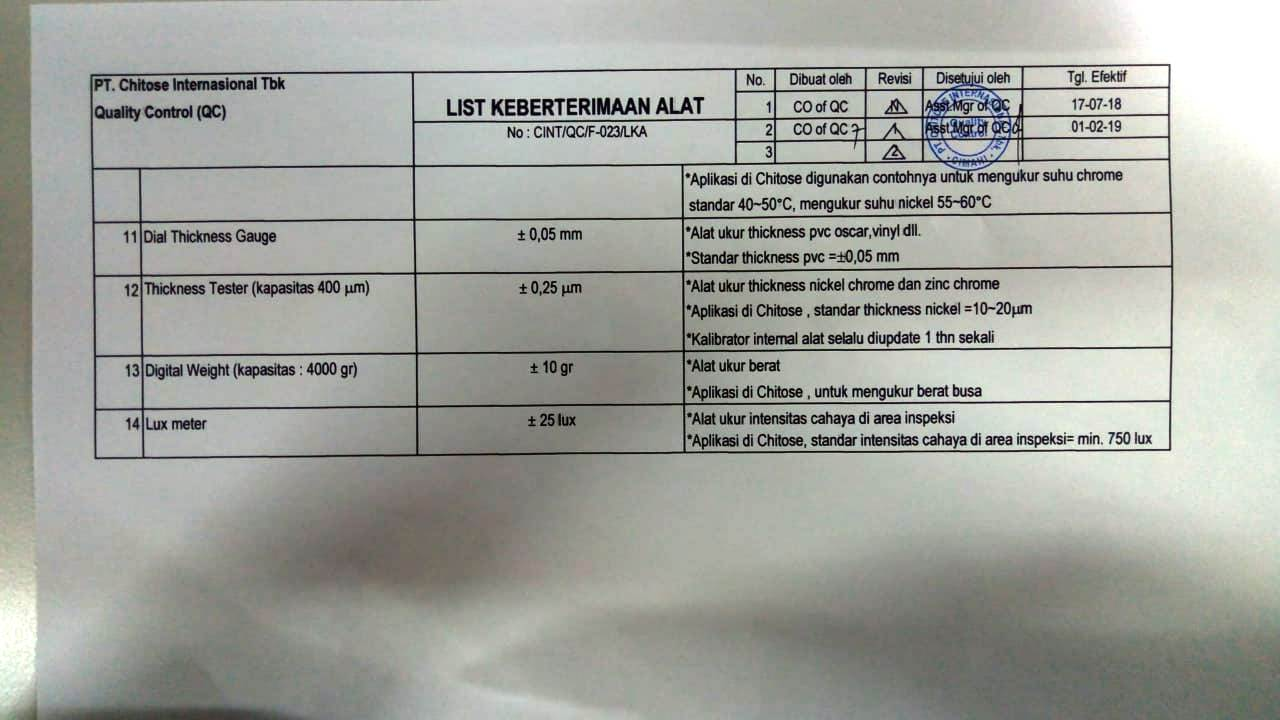 PT. Chitose Internasional Tbk
Quality Control (QC)
LIST KEBERTERIMAAN ALAT
No : CINT/QC/F-023/LKA
No. Dibuat oleh Revisi Disetujui oleh Tgl. Efektif
1 CO of QC Asst.Mgr of QC 17-07-18
2 CO of QC 1 Asst.Mgr of QC 01-02-19
3 2
Quality
Control
CIMAHI
*Aplikasi di Chitose digunakan contohnya untuk mengukur suhu chrome
standar 40~50°C, mengukur suhu nickel 55~60°C
11 Dial Thickness Gauge ± 0,05 mm *Alat ukur thickness pvc oscar,vinyl dll.
*Standar thickness pvc =±0,05 mm
12 Thickness Tester (kapasitas 400 µm) ± 0,25 µm *Alat ukur thickness nickel chrome dan zinc chrome
*Aplikasi di Chitose , standar thickness nickel =10~20µm
*Kalibrator internal alat selalu diupdate 1 thn sekali
13 Digital Weight (kapasitas : 4000 gr) ± 10 gr *Alat ukur berat
*Aplikasi di Chitose , untuk mengukur berat busa
14 Lux meter ± 25 lux *Alat ukur intensitas cahaya di area inspeksi
*Aplikasi di Chitose, standar intensitas cahaya di area inspeksi= min. 750 lux